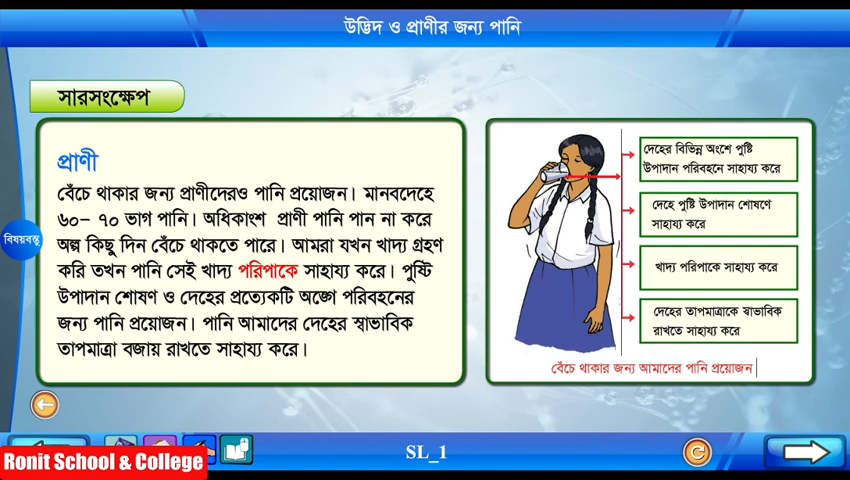 উদ্ভিদ ও প্রাণীর জন্য পানি
সারসংক্ষেপ
প্রাণী
বেঁচে থাকার জন্য প্রাণীদেরও পানি প্রয়োজন। মানবদেহে
৬০– ৭০ ভাগ পানি। অধিকাংশ প্রাণী পানি পান না করে
অল্প কিছু দিন বেঁচে থাকতে পারে। আমরা যখন খাদ্য গ্রহণ
করি তখন পানি সেই খাদ্য পরিপাকে সাহায্য করে। পুষ্টি
উপাদান শোষণ ও দেহের প্রত্যেকটি অঙ্গে পরিবহনের
জন্য পানি প্রয়োজন। পানি আমাদের দেহের স্বাভাবিক
তাপমাত্রা বজায় রাখতে সাহায্য করে।
দেহের বিভিন্ন অংশে পুষ্টি
উপাদান পরিবহনে সাহায্য করে
দেহে পুষ্টি উপাদান শোষণে
সাহায্য করে
খাদ্য পরিপাকে সাহায্য করে
দেহের তাপমাত্রাকে স্বাভাবিক
রাখতে সাহায্য করে
বেঁচে থাকার জন্য আমাদের পানি প্রয়োজন
বিষয়বস্তু
SL_1
Ronit School & College